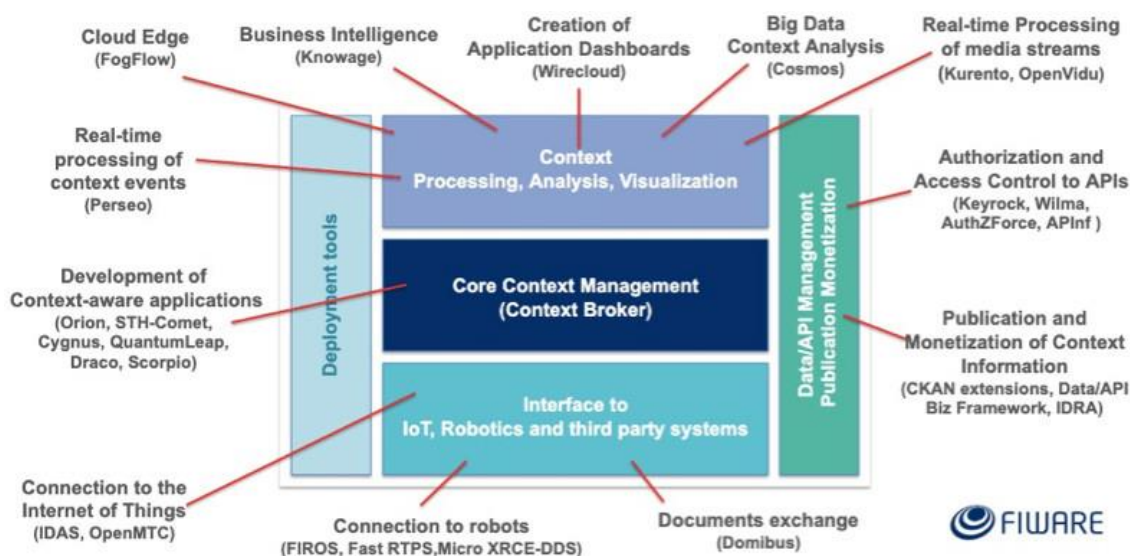 Cloud Edge
(FogFlow)
Business Intelligence
(Knowage)
Creation of
Application Dashboards
(Wirecloud)
Big Data
Context Analysis
(Cosmos)
Real-time Processing
of media streams
(Kurento, OpenVidu)
Real-time
processing of
context events
(Perseo)
Development of
Context-aware applications
(Orion, STH-Comet,
Cygnus, QuantumLeap,
Draco, Scorpio)
Connection to the
Internet of Things
(IDAS, OpenMTC)
Deployment tools
Context
Processing, Analysis, Visualization
Core Context Management
(Context Broker)
Interface to
IoT, Robotics and third party systems
Data/API Management
Publication Monetization
Authorization and
Access Control to APIs
(Keyrock, Wilma,
AuthZForce, APInf )
Publication and
Monetization of Context
Information
(CKAN extensions, Data/API
Biz Framework, IDRA)
Connection to robots
(FIROS, Fast RTPS,Micro XRCE-DDS)
Documents exchange
(Domibus)
FIWARE